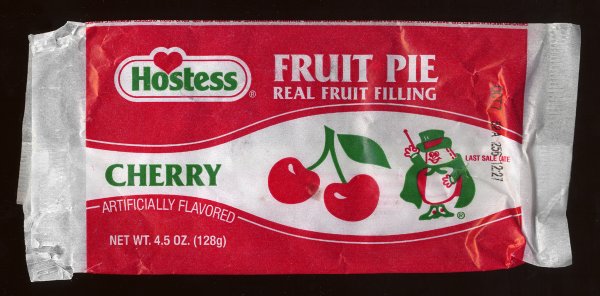 Hostess®
FRUIT PIE
REAL FRUIT FILLING
CHERRY
ARTIFICIALLY FLAVORED
NET WT. 4.5 OZ. (128g)
LAST SALE DATE
®